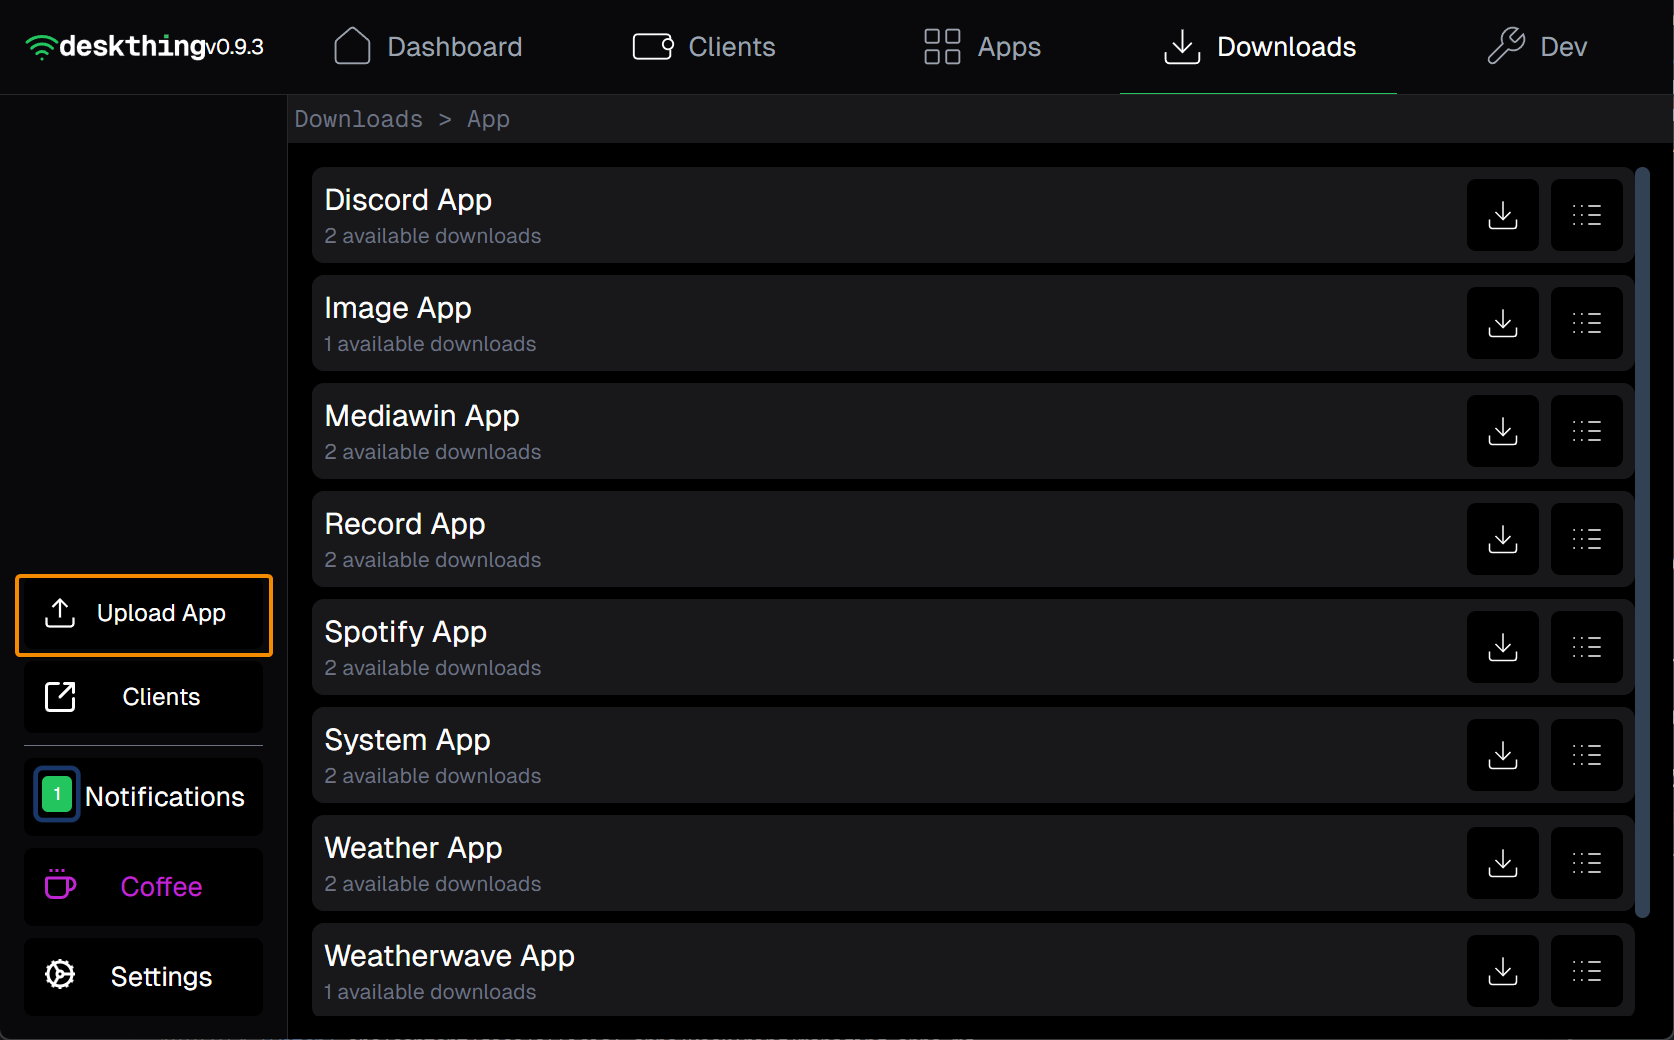 deskthing v0.9.3
Dashboard
Clients
Apps
Downloads
Dev
Downloads > App
Discord App
2 available downloads
Image App
1 available downloads
Mediawin App
2 available downloads
Record App
2 available downloads
Spotify App
2 available downloads
System App
2 available downloads
Weather App
2 available downloads
Weatherwave App
1 available downloads
Upload App
Clients
1 Notifications
Coffee
Settings